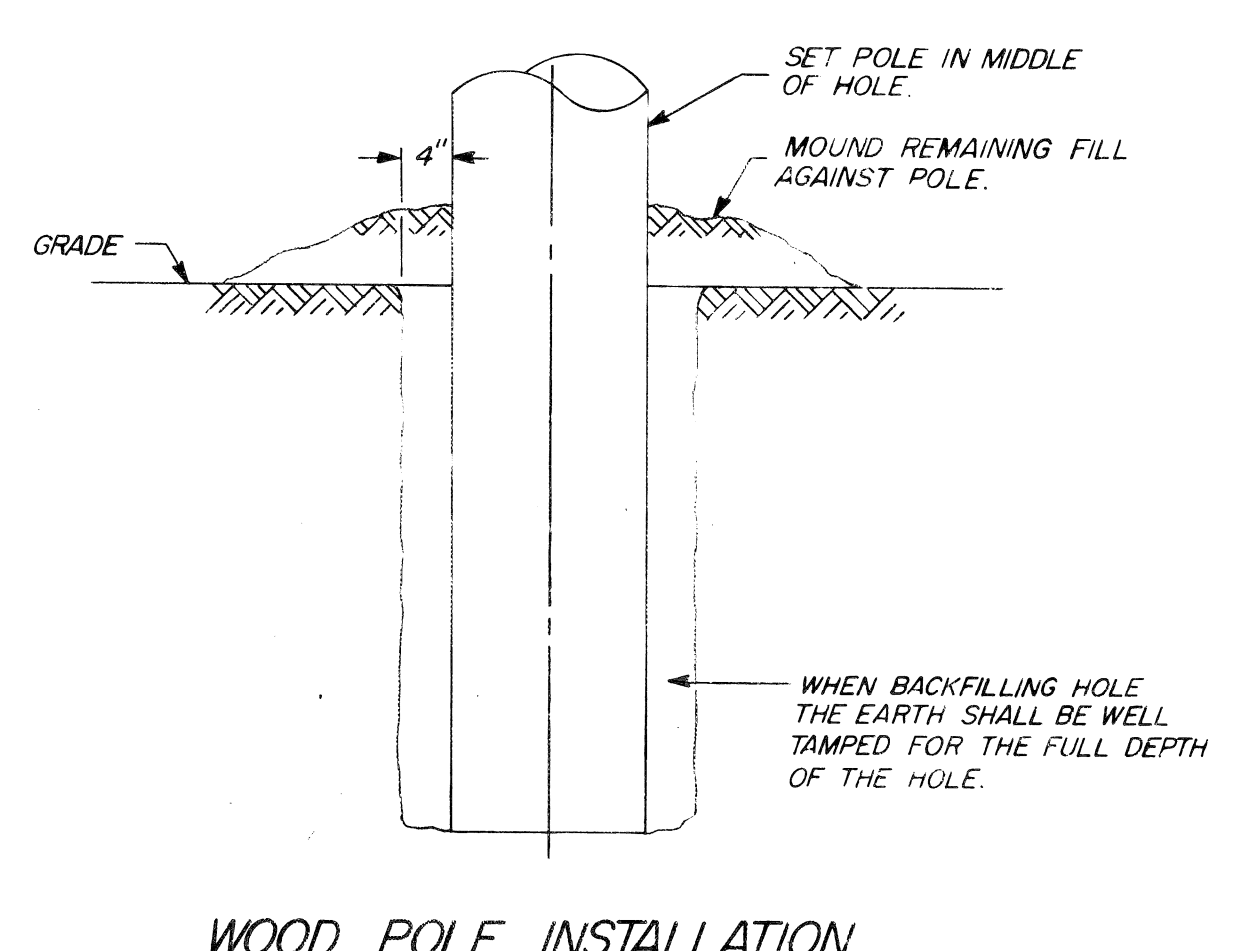 SET POLE IN MIDDLE
OF HOLE.
4"
MOUND REMAINING FILL
AGAINST POLE.
GRADE
WHEN BACKFILLING HOLE
THE EARTH SHALL BE WELL
TAMPED FOR THE FULL DEPTH
OF THE HOLE.
WOOD POLE INSTALLATION